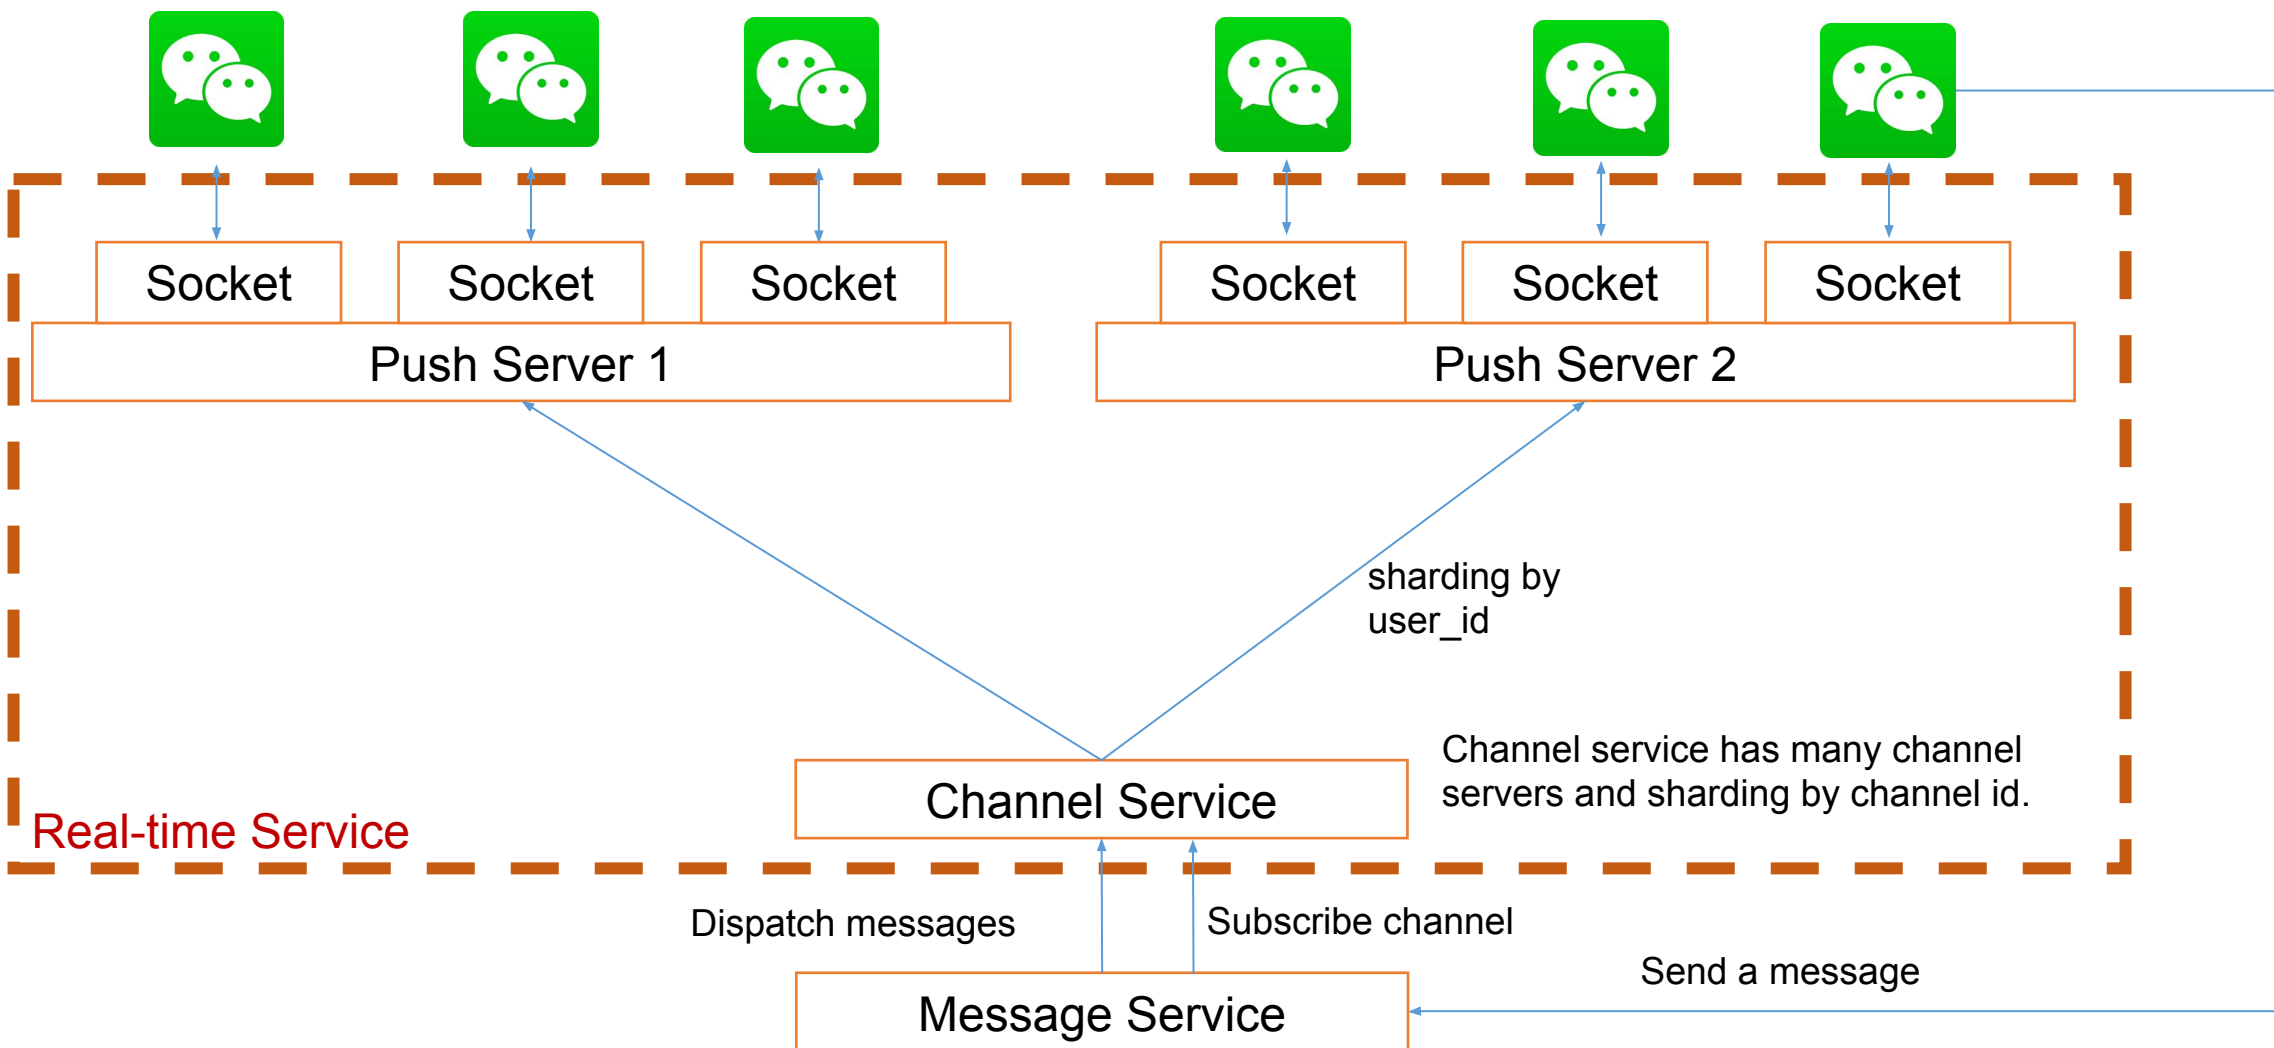 Socket
Socket
Socket
Socket
Socket
Socket
Push Server 1
Push Server 2
sharding by
user_id
Channel service has many channel
servers and sharding by channel id.
Channel Service
Real-time Service
Dispatch messages
Subscribe channel
Send a message
Message Service